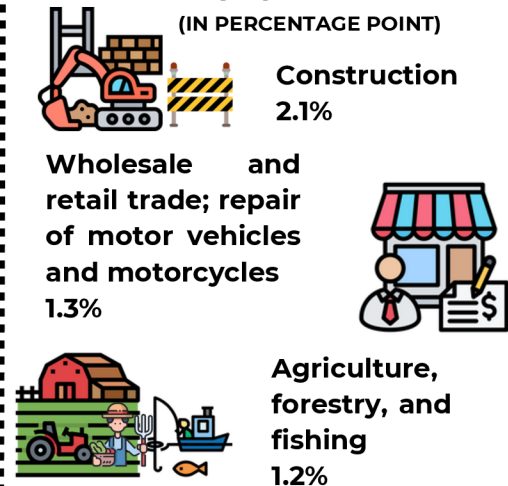 (IN PERCENTAGE POINT)
Construction
2.1%
Wholesale and
retail trade; repair
of motor vehicles
and motorcycles
1.3%
$
Agriculture,
forestry, and
fishing
1.2%